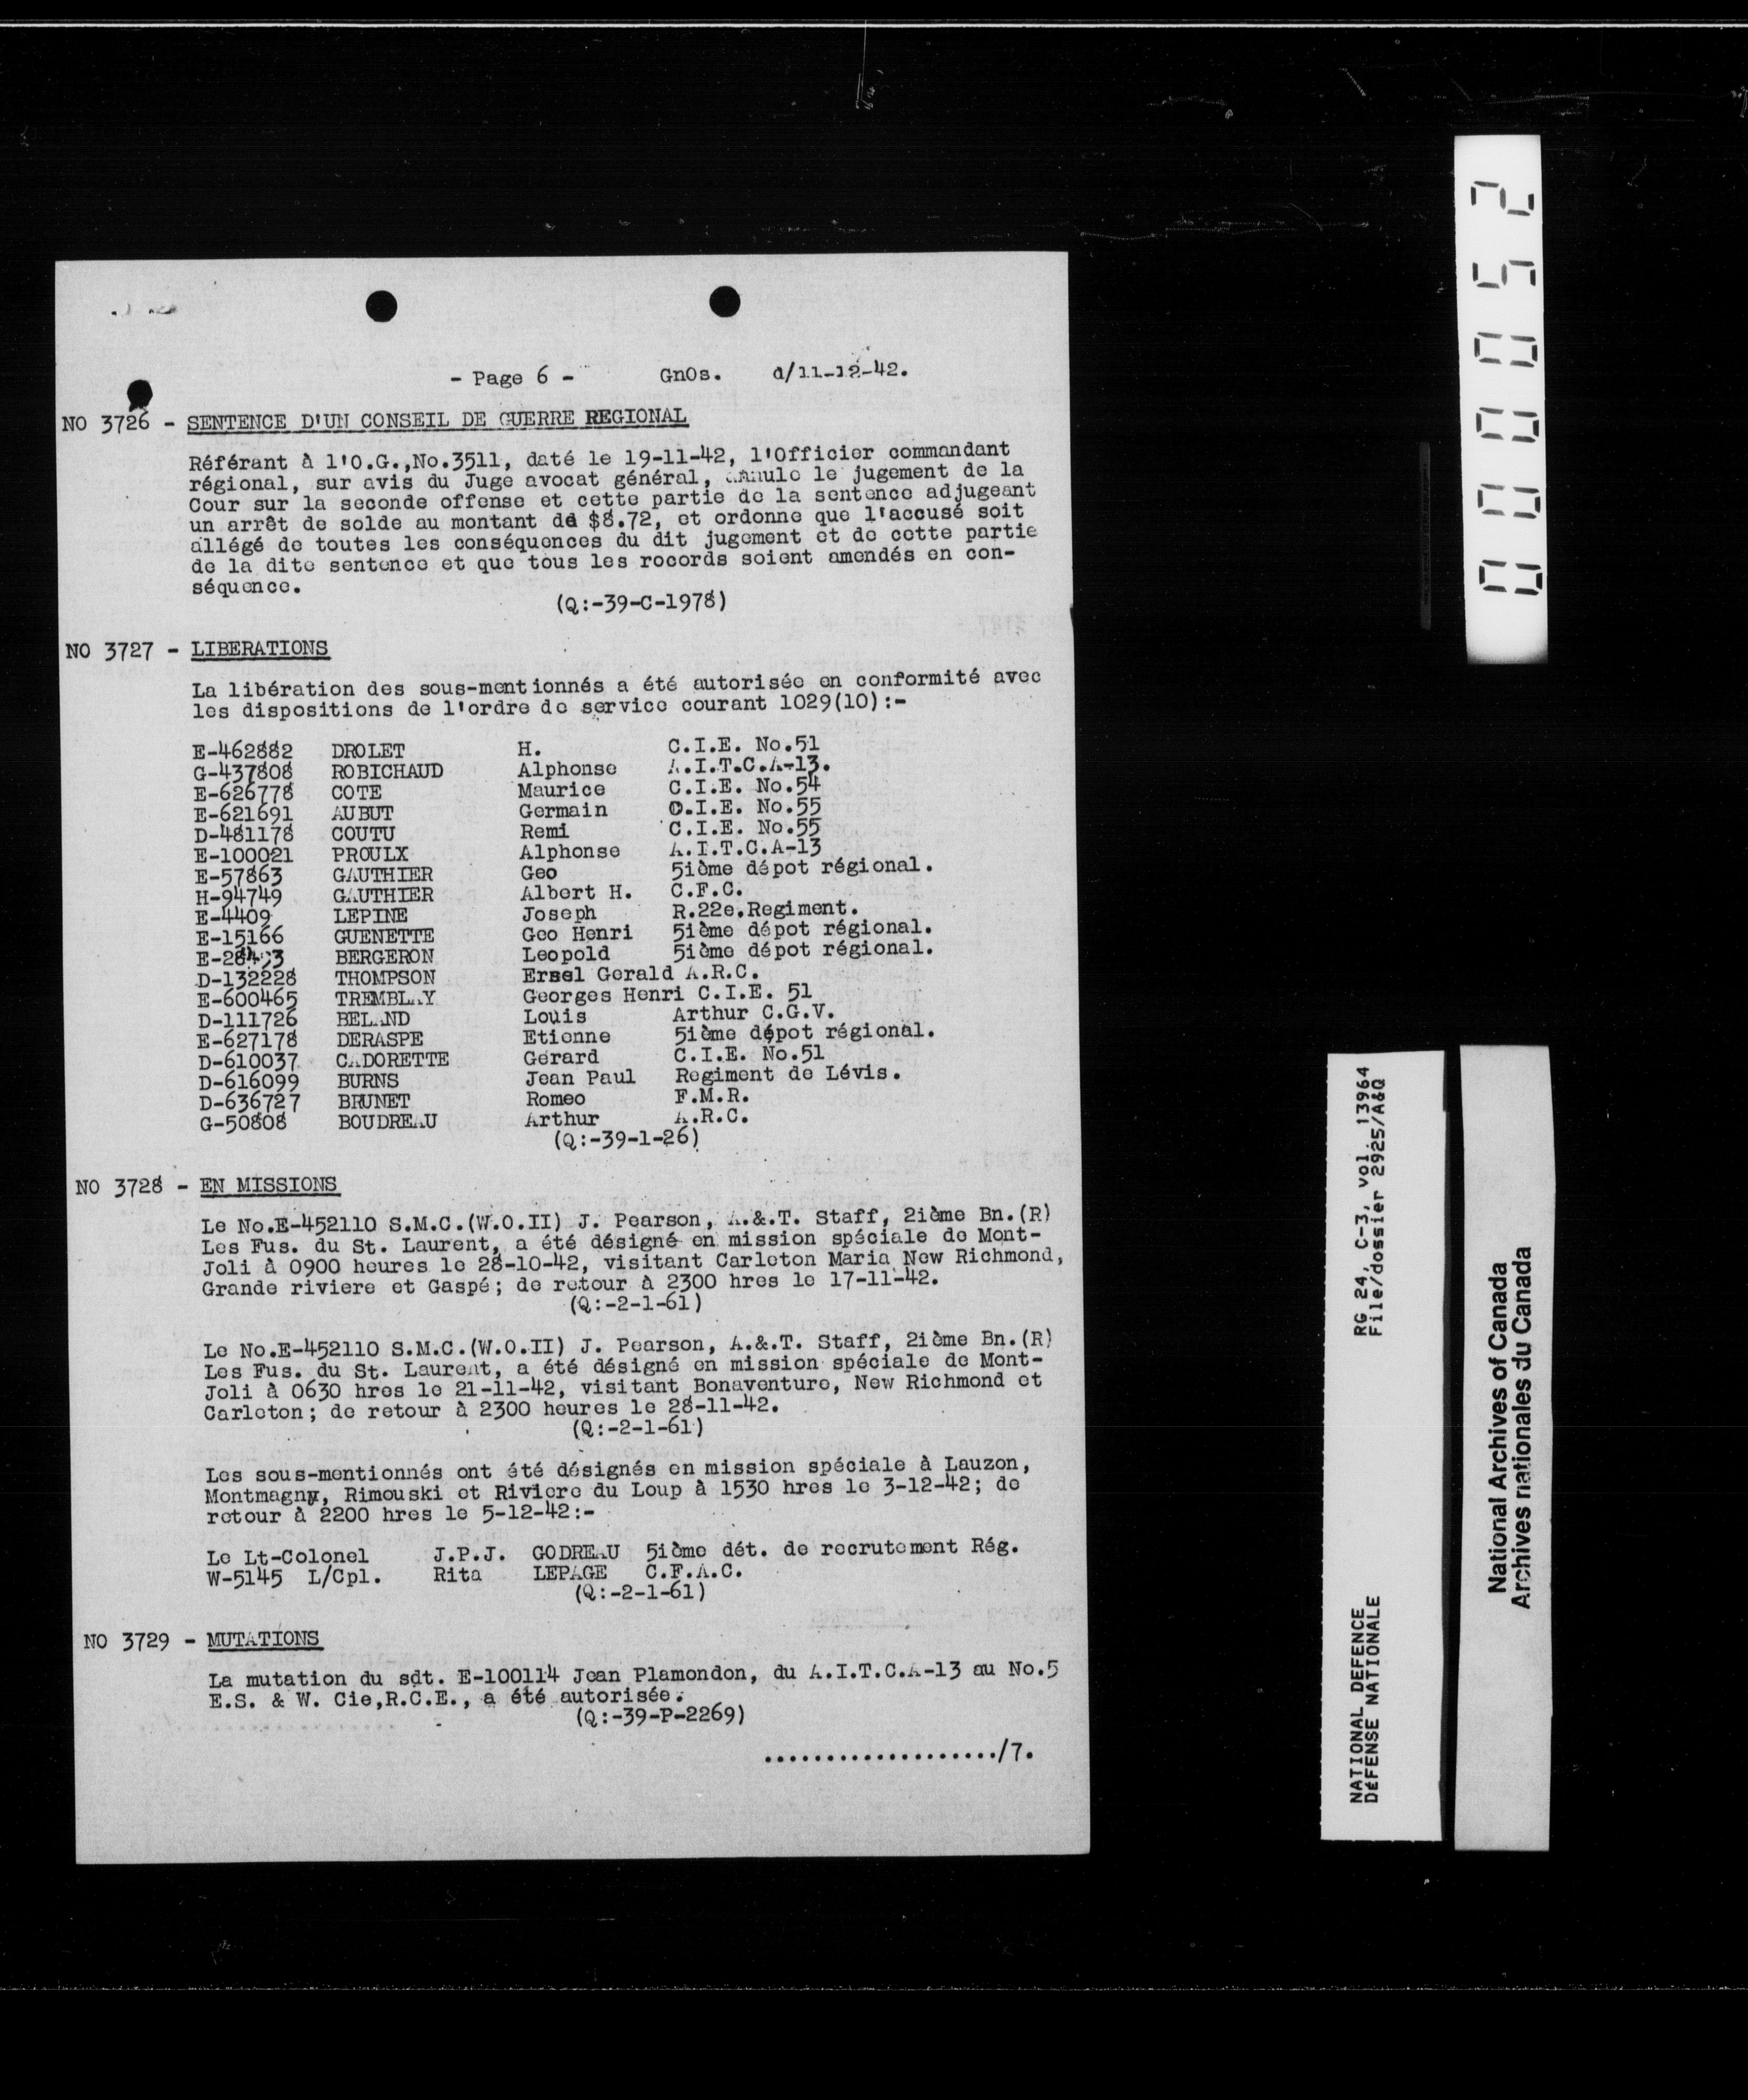 - Page 6 - GnOs. d/11-12-42.
NO 3726 - SENTENCE D'UN CONSEIL DE GUERRE REGIONAL
Référant à l'O.G.,No.3511, daté le 19-11-42, l'Officier commandant
régional, sur avis du Juge avocat général, annule le jugement de la
Cour sur la seconde offense et cette partie de la sentence adjugeant
un arrêt de solde au montant de $8.72, et ordonne que l'accusé soit
allégé de toutes les conséquences du dit jugement et de cette partie
de la dite sentence et que tous les records soient amendés en con-
séquence.
(Q:-39-C-1978)
NO 3727 - LIBERATIONS
La libération des sous-mentionnés a été autorisée en conformité avec
les dispositions de l'ordre de service courant 1029(10):-
E-462882 DROLET H. C.I.E. No.51
G-437808 ROBICHAUD Alphonse A.I.T.C.A-13.
E-626778 COTE Maurice C.I.E. No.54
E-621691 AUBUT Germain C.I.E. No.55
D-481178 COUTU Remi C.I.E. No.55
E-100021 PROULX Alphonse A.I.T.C.A-13
E-57863 GAUTHIER Geo 5ième dépot régional.
H-94749 GAUTHIER Albert H. C.F.C.
E-4409 LEPINE Joseph R.22e.Regiment.
E-15166 GUENETTE Geo Henri 5ième dépot régional.
BERGERON Leopold 5ième dépot régional.
D-132228 THOMPSON Ersel Gerald A.R.C.
E-600465 TREMBLAY Georges Henri C.I.E. 51
D-111726 BELAND Louis Arthur C.G.V.
E-627178 DERASPE Etienne 5ième dépot régional.
D-610037 CADORETTE Gerard C.I.E. No.51
D-616099 BURNS Jean Paul Regiment de Lévis.
D-636727 BRUNET Romeo F.M.R.
G-50808 BOUDREAU Arthur A.R.C.
(Q:-39-1-26)
NO 3728 - EN MISSIONS
Le No.E-452110 S.M.C.(W.O.II) J. Pearson, A.&.T. Staff, 2ième Bn.(R)
Les Fus. du St. Laurent, a été désigné en mission spéciale de Mont-
Joli à 0900 heures le 28-10-42, visitant Carleton Maria New Richmond,
Grande riviere et Gaspé; de retour à 2300 hres le 17-11-42.
(Q:-2-1-61)
Le No.E-452110 S.M.C.(W.O.II) J. Pearson, A.&.T. Staff, 2ième Bn.(R)
Les Fus. du St. Laurent, a été désigné en mission spéciale de Mont-
Joli à 0630 hres le 21-11-42, visitant Bonaventure, New Richmond et
Carleton; de retour à 2300 heures le 28-11-42.
(Q:-2-1-61)
Les sous-mentionnés ont été désignés en mission spéciale à Lauzon,
Montmagny, Rimouski et Riviere du Loup à 1530 hres le 3-12-42; de
retour à 2200 hres le 5-12-42:-
Le Lt-Colonel J.P.J. GODREAU 5ième dét. de recrutement Rég.
W-5145 L/Cpl. Rita LEPAGE C.F.A.C.
(Q:-2-1-61)
NO 3729 - MUTATIONS
La mutation du sdt. E-100114 Jean Plamondon, du A.I.T.C.A-13 au No.5
E.S. & W. Cie,R.C.E., a été autorisée.
(Q:-39-P-2269)
..................../7.
0000052
RG 24, C-3, vol. 13964
File/dossier 2925/A&Q
NATIONAL DEFENCE
DÉFENSE NATIONALE
National Archives of Canada
Archives nationales du Canada